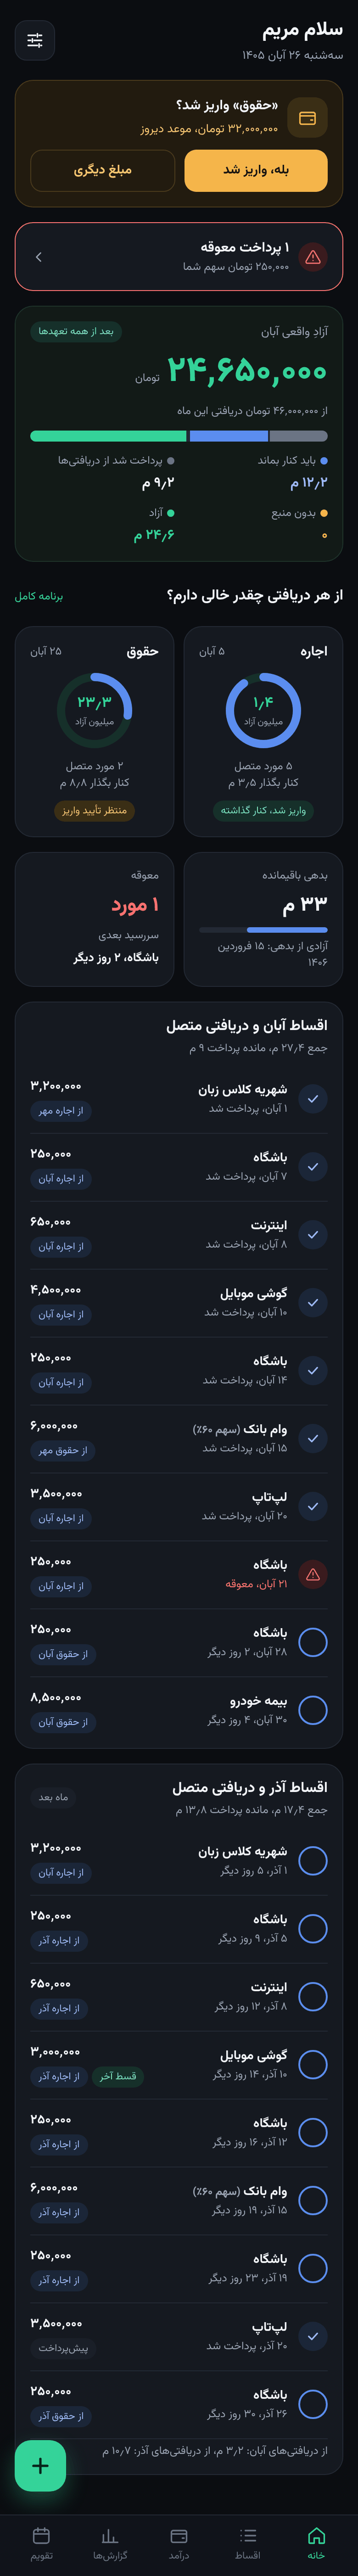 سلام مریم
سه‌شنبه ۲۶ آبان ۱۴۰۵
«حقوق» واریز شد؟
۳۲,۰۰۰,۰۰۰ تومان، موعد دیروز
بله، واریز شد
مبلغ دیگری
۱ پرداخت معوقه
۲۵۰,۰۰۰ تومان سهم شما
آزادِ واقعی آبان
بعد از همه تعهدها
۲۴,۶۵۰,۰۰۰ تومان
از ۴۶,۰۰۰,۰۰۰ تومان دریافتی این ماه
باید کنار بماند
۱۲٫۲ م
پرداخت شد از دریافتی‌ها
۹٫۲ م
بدون منبع
۰
آزاد
۲۴٫۶ م
از هر دریافتی چقدر خالی دارم؟
برنامه کامل
اجاره
۵ آبان
۱٫۴
میلیون آزاد
۵ مورد متصل
کنار بگذار ۳٫۵ م
واریز شد، کنار گذاشته
حقوق
۲۵ آبان
۲۳٫۳
میلیون آزاد
۲ مورد متصل
کنار بگذار ۸٫۸ م
منتظر تأیید واریز
بدهی باقیمانده
۳۳ م
آزادی از بدهی: ۱۵ فروردین
۱۴۰۶
معوقه
۱ مورد
سررسید بعدی
باشگاه، ۲ روز دیگر
اقساط آبان و دریافتی متصل
جمع ۲۷٫۴ م، مانده پرداخت ۹ م
شهریه کلاس زبان
۳,۲۰۰,۰۰۰
۱ آبان، پرداخت شد
از اجاره مهر
باشگاه
۲۵۰,۰۰۰
۷ آبان، پرداخت شد
از اجاره آبان
اینترنت
۶۵۰,۰۰۰
۸ آبان، پرداخت شد
از اجاره آبان
گوشی موبایل
۴,۵۰۰,۰۰۰
۱۰ آبان، پرداخت شد
از اجاره آبان
باشگاه
۲۵۰,۰۰۰
۱۴ آبان، پرداخت شد
از اجاره آبان
وام بانک (سهم ۶۰٪)
۶,۰۰۰,۰۰۰
۱۵ آبان، پرداخت شد
از حقوق مهر
لپ‌تاپ
۳,۵۰۰,۰۰۰
۲۰ آبان، پرداخت شد
از اجاره آبان
باشگاه
۲۵۰,۰۰۰
۲۱ آبان، معوقه
از اجاره آبان
باشگاه
۲۵۰,۰۰۰
۲۸ آبان، ۲ روز دیگر
از حقوق آبان
بیمه خودرو
۸,۵۰۰,۰۰۰
۳۰ آبان، ۴ روز دیگر
از حقوق آبان
اقساط آذر و دریافتی متصل
ماه بعد
جمع ۱۷٫۴ م، مانده پرداخت ۱۳٫۸ م
شهریه کلاس زبان
۳,۲۰۰,۰۰۰
۱ آذر، ۵ روز دیگر
از اجاره آبان
باشگاه
۲۵۰,۰۰۰
۵ آذر، ۹ روز دیگر
از اجاره آذر
اینترنت
۶۵۰,۰۰۰
۸ آذر، ۱۲ روز دیگر
از اجاره آذر
گوشی موبایل
۳,۰۰۰,۰۰۰
۱۰ آذر، ۱۴ روز دیگر
قسط آخر
از اجاره آذر
باشگاه
۲۵۰,۰۰۰
۱۲ آذر، ۱۶ روز دیگر
از اجاره آذر
وام بانک (سهم ۶۰٪)
۶,۰۰۰,۰۰۰
۱۵ آذر، ۱۹ روز دیگر
از اجاره آذر
باشگاه
۲۵۰,۰۰۰
۱۹ آذر، ۲۳ روز دیگر
از اجاره آذر
لپ‌تاپ
۳,۵۰۰,۰۰۰
۲۰ آذر، پرداخت شد
پیش‌پرداخت
باشگاه
۲۵۰,۰۰۰
۲۶ آذر، ۳۰ روز دیگر
از حقوق آذر
از دریافتی‌های آبان: ۳٫۲ م، از دریافتی‌های آذر: ۱۰٫۷ م
خانه
اقساط
درآمد
گزارش‌ها
تقویم